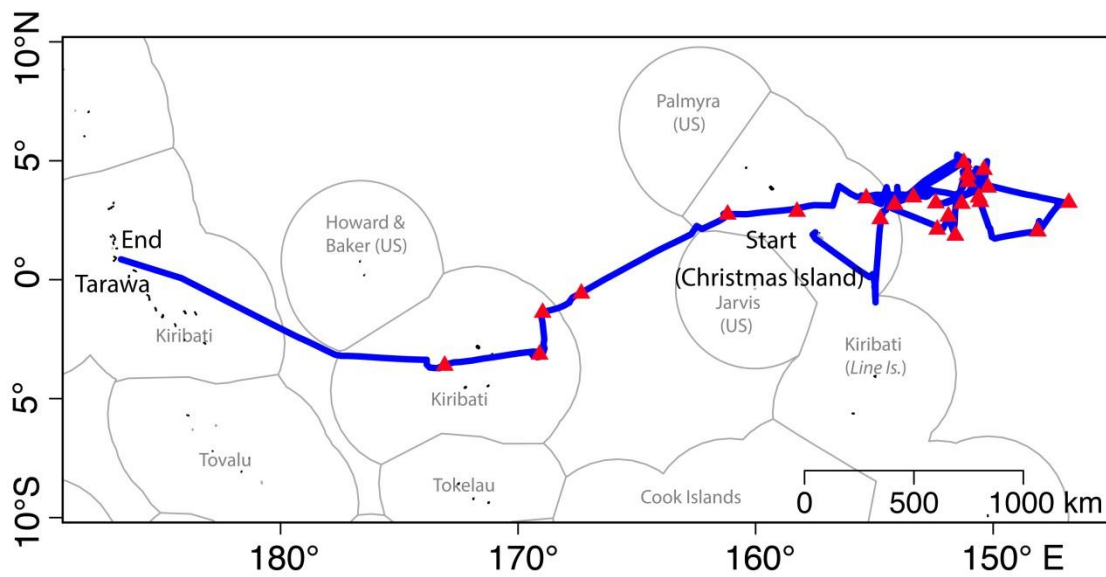 10°N
5°
0°
5°
10°S
Palmyra
(US)
Howard &
Baker (US)
End
Tarawa
Kiribati
Start
(Christmas Island)
Jarvis
(US)
Kiribati
(Line Is.)
Kiribati
Tovalu
Tokelau
Cook Islands
0 500 1000 km
180° 170° 160° 150° E